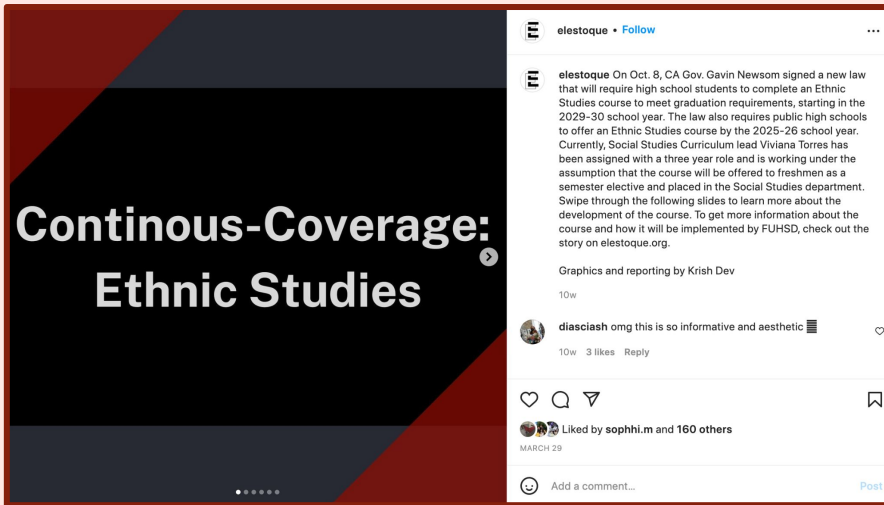 Continous-Coverage:
Ethnic Studies
elestoque • Follow
elestoque On Oct. 8, CA Gov. Gavin Newsom signed a new law
that will require high school students to complete an Ethnic
Studies course to meet graduation requirements, starting in the
2029-30 school year. The law also requires public high schools
to offer an Ethnic Studies course by the 2025-26 school year.
Currently, Social Studies Curriculum lead Viviana Torres has
been assigned with a three year role and is working under the
assumption that the course will be offered to freshmen as a
semester elective and placed in the Social Studies department.
Swipe through the following slides to learn more about the
development of the course. To get more information about the
course and how it will be implemented by FUHSD, check out the
story on elestoque.org.
Graphics and reporting by Krish Dev
10w
diasciash omg this is so informative and aesthetic
10w 3 likes Reply
Liked by sophhi.m and 160 others
MARCH 29
Add a comment...
Post